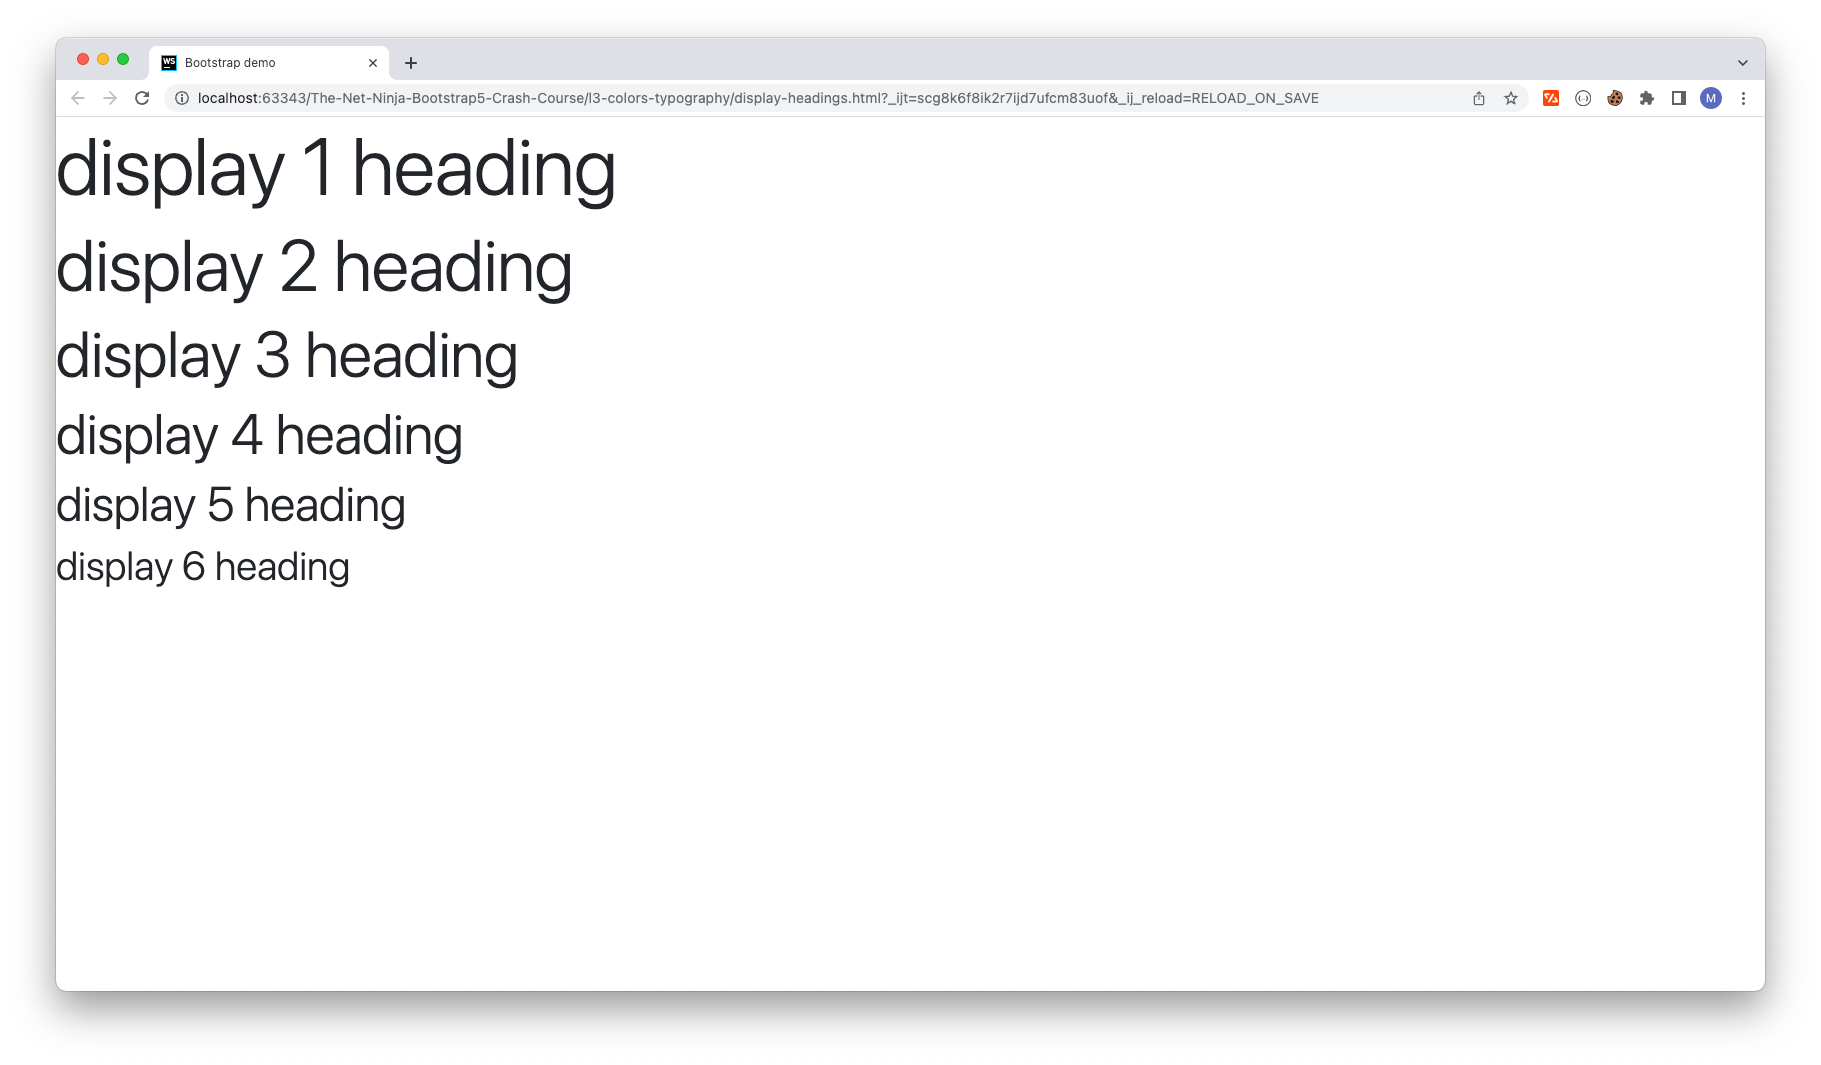 WS
Bootstrap demo
localhost:63343/The-Net-Ninja-Bootstrap5-Crash-Course/l3-colors-typography/display-headings.html?_ijt=scg8k6f8ik2r7ijd7ufcm83uof&_ij_reload=RELOAD_ON_SAVE
M
display 1 heading
display 2 heading
display 3 heading
display 4 heading
display 5 heading
display 6 heading